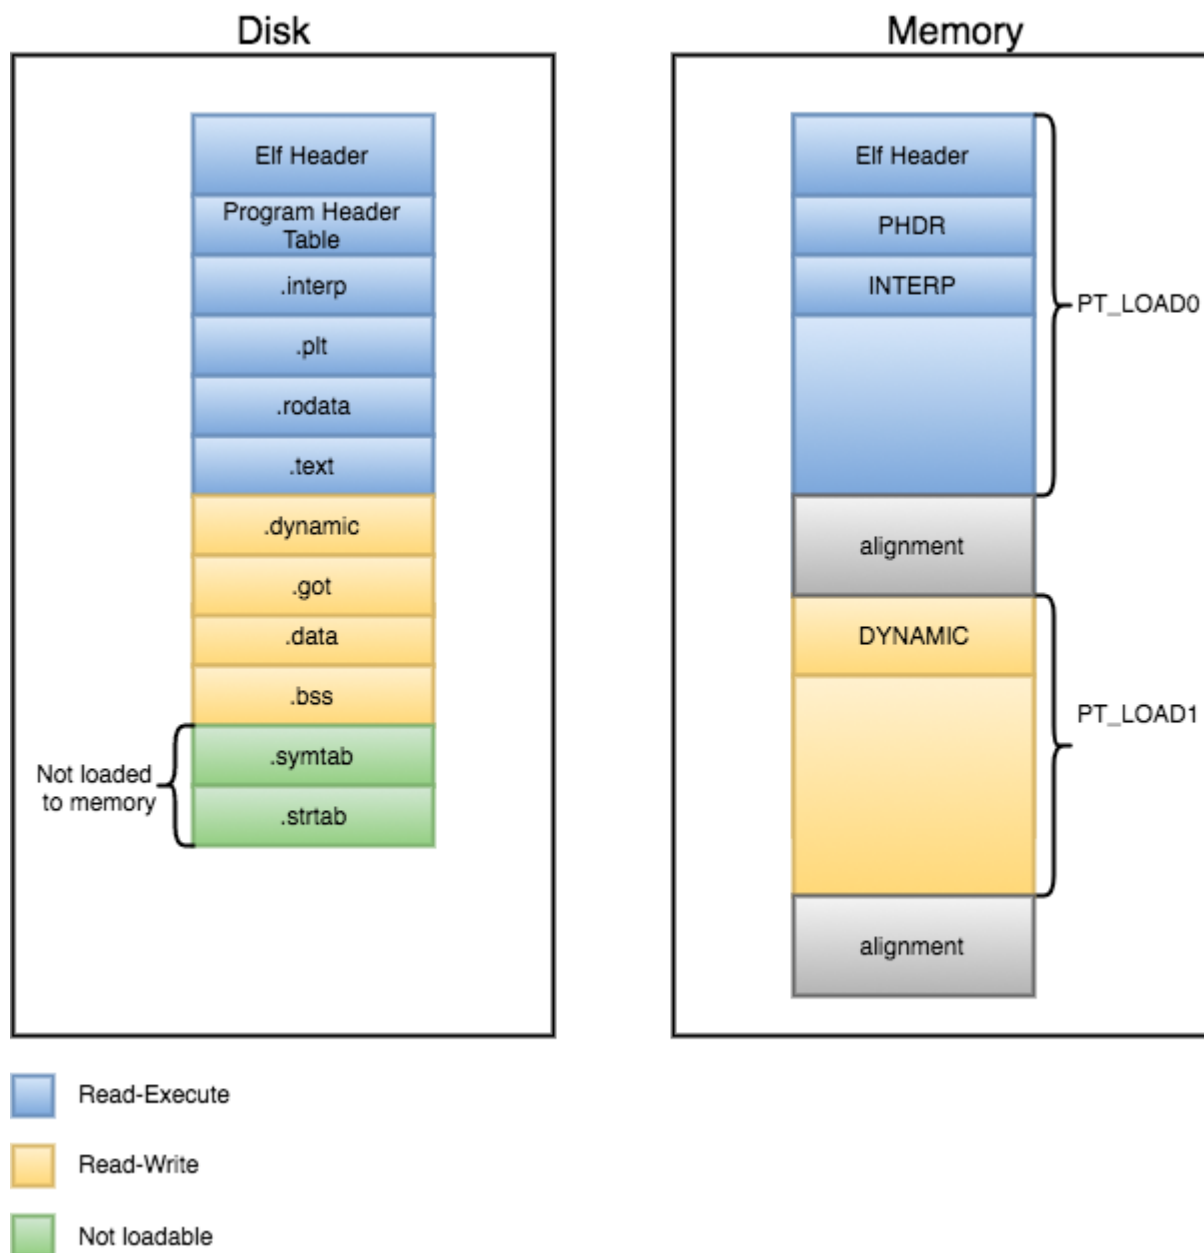 Disk
Elf Header
Program Header
Table
.interp
.plt
.rodata
.text
.dynamic
.got
.data
.bss
.symtab
.strtab
Not loaded
to memory
Memory
Elf Header
PHDR
INTERP
PT_LOAD0
alignment
DYNAMIC
PT_LOAD1
alignment
Read-Execute
Read-Write
Not loadable